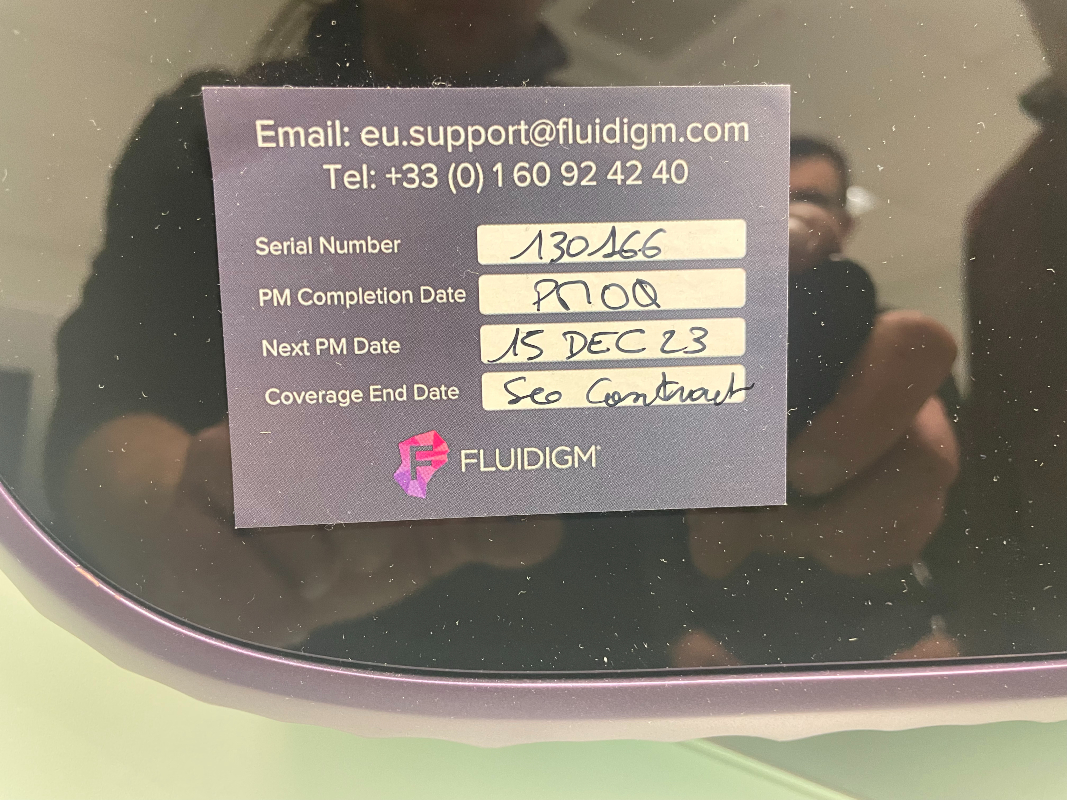 Email: eu.support@fluidigm.com
Tel: +33 (0) 1 60 92 42 40
Serial Number 130166
PM Completion Date PMOQ
Next PM Date 15 DEC 23
Coverage End Date See Contract
F FLUIDIGM®